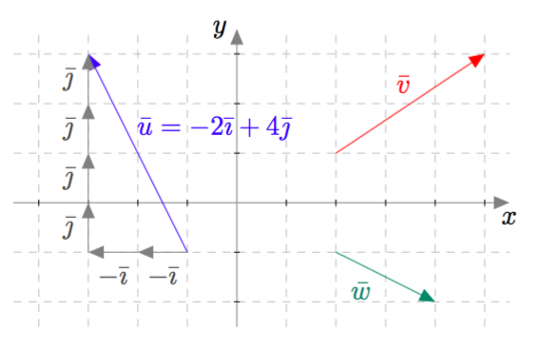 y
j̄
v̄
j̄
ū = −2ī + 4j̄
j̄
j̄
x
−ī −ī
w̄